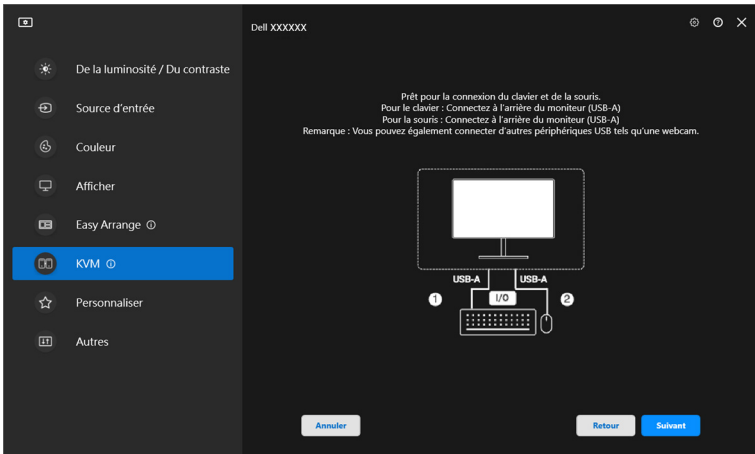 Dell XXXXXX
De la luminosité / Du contraste
Source d'entrée
Couleur
Afficher
Easy Arrange
KVM
Personnaliser
Autres
Prêt pour la connexion du clavier et de la souris.
Pour le clavier : Connectez à l'arrière du moniteur (USB-A)
Pour la souris : Connectez à l'arrière du moniteur (USB-A)
Remarque : Vous pouvez également connecter d'autres périphériques USB tels qu'une webcam.
USB-A USB-A
1 I/O 2
Annuler Retour Suivant